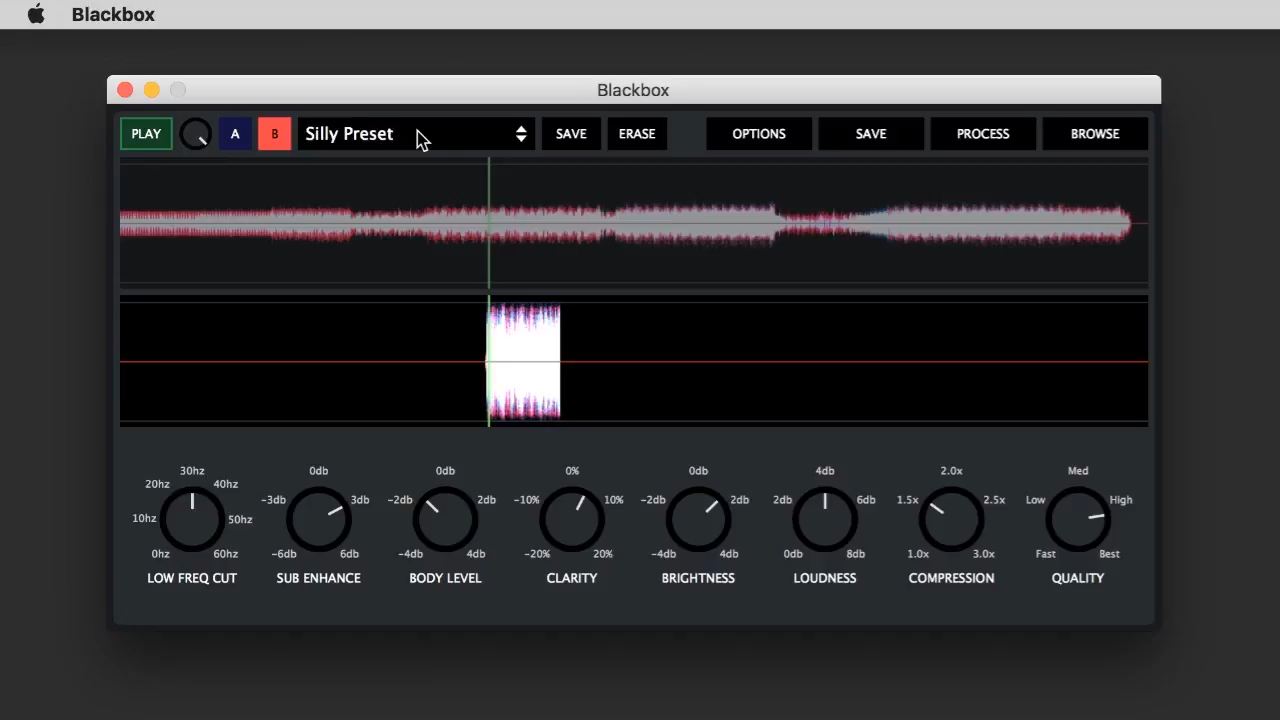 Blackbox
Blackbox
PLAY A B Silly Preset SAVE ERASE OPTIONS SAVE PROCESS BROWSE
30hz 0db 0db 0% 0db 4db 2.0x Med
20hz 40hz -3db 3db -2db 2db -10% 10% -2db 2db 2db 6db 1.5x 2.5x Low High
10hz 50hz
0hz 60hz -6db 6db -4db 4db -20% 20% -4db 4db 0db 8db 1.0x 3.0x Fast Best
LOW FREQ CUT SUB ENHANCE BODY LEVEL CLARITY BRIGHTNESS LOUDNESS COMPRESSION QUALITY